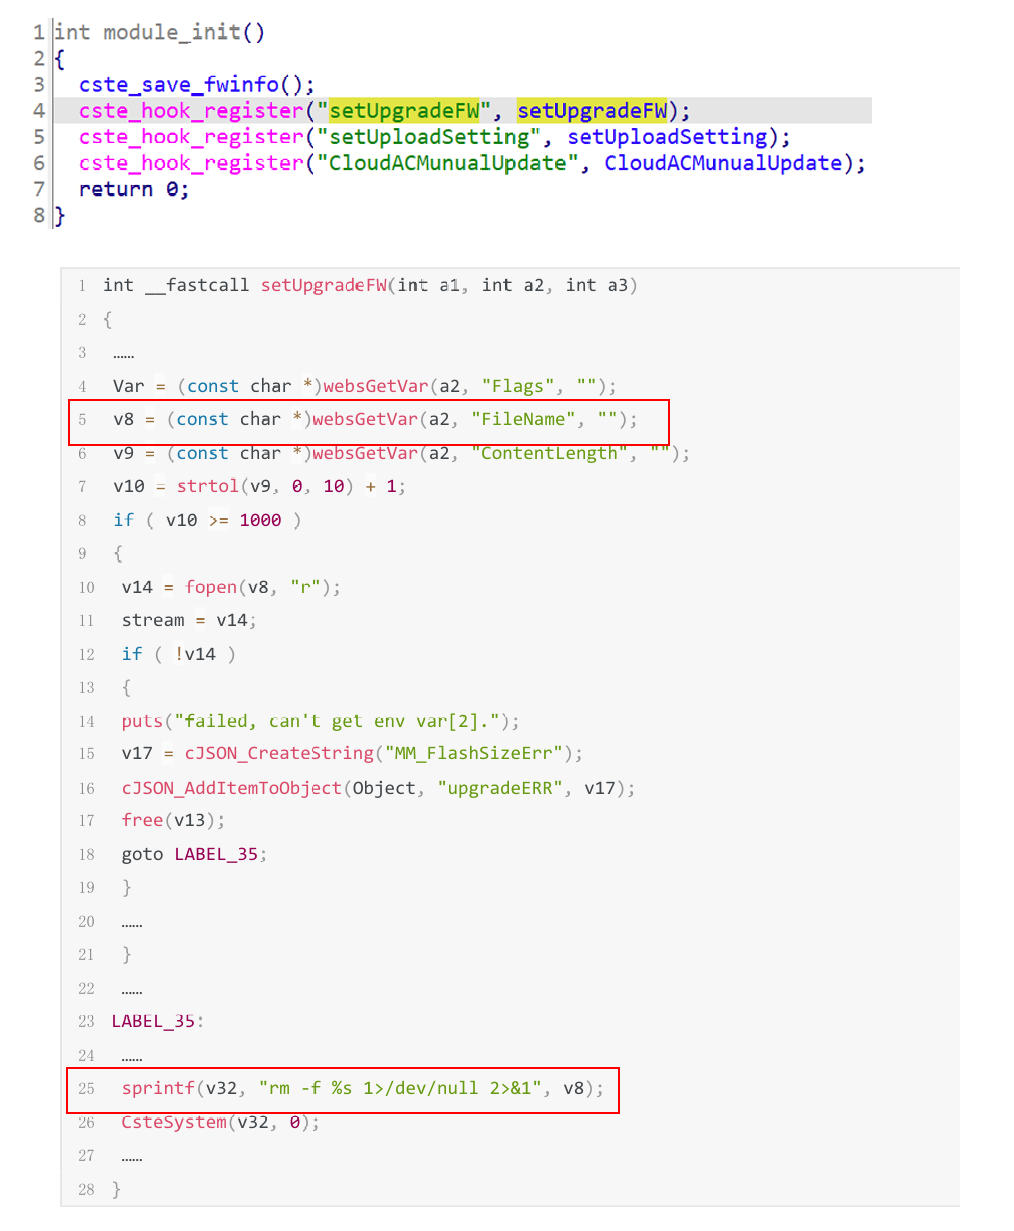 1 int module_init()
2 {
3 cste_save_fwinfo();
4 cste_hook_register("setUpgradeFW", setUpgradeFW);
5 cste_hook_register("setUploadSetting", setUploadSetting);
6 cste_hook_register("CloudACMunualUpdate", CloudACMunualUpdate);
7 return 0;
8 }
1 int __fastcall setUpgradeFW(int a1, int a2, int a3)
2 {
3 ……
4 Var = (const char *)websGetVar(a2, "Flags", "");
5 v8 = (const char *)websGetVar(a2, "FileName", "");
6 v9 = (const char *)websGetVar(a2, "ContentLength", "");
7 v10 = strtol(v9, 0, 10) + 1;
8 if ( v10 >= 1000 )
9 {
10 v14 = fopen(v8, "r");
11 stream = v14;
12 if ( !v14 )
13 {
14 puts("failed, can't get env var[2].");
15 v17 = cJSON_CreateString("MM_FlashSizeErr");
16 cJSON_AddItemToObject(Object, "upgradeERR", v17);
17 free(v13);
18 goto LABEL_35;
19 }
20 ……
21 }
22 ……
23 LABEL_35:
24 ……
25 sprintf(v32, "rm -f %s 1>/dev/null 2>&1", v8);
26 CsteSystem(v32, 0);
27 ……
28 }